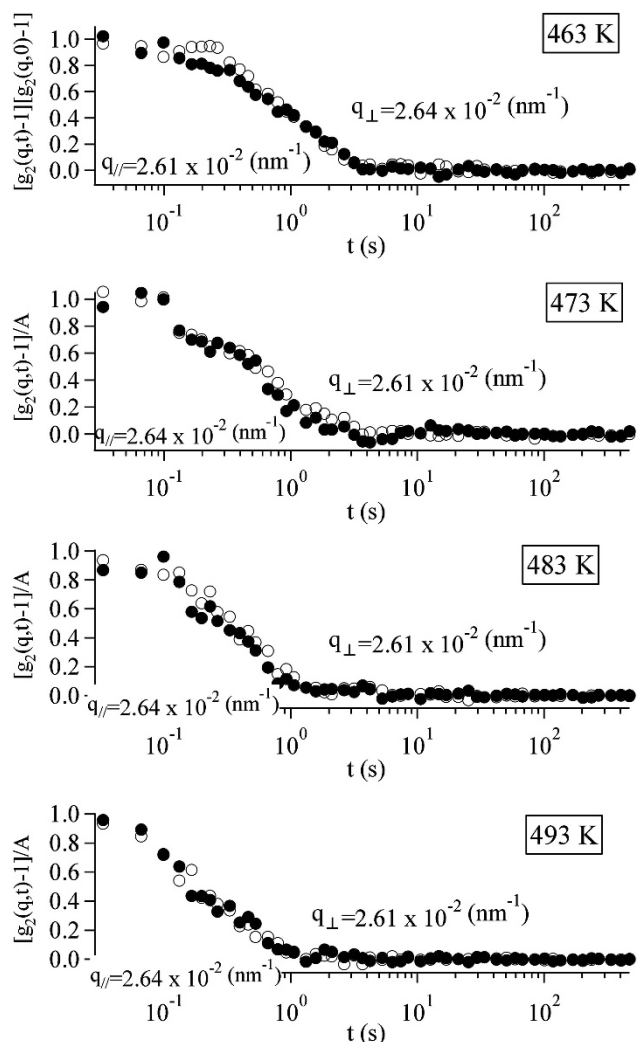 [g₂(q,t)-1][g₂(q,0)-1]
1.0
0.8
0.6
0.4
0.2
0.0
463 K
q⊥=2.64 x 10⁻² (nm⁻¹)
q//=2.61 x 10⁻² (nm⁻¹)
10⁻¹ 10⁰ 10¹ 10²
t (s)
[g₂(q,t)-1]/A
1.0
0.8
0.6
0.4
0.2
0.0
473 K
q⊥=2.61 x 10⁻² (nm⁻¹)
q//=2.64 x 10⁻² (nm⁻¹)
10⁻¹ 10⁰ 10¹ 10²
t (s)
[g₂(q,t)-1]/A
1.0
0.8
0.6
0.4
0.2
0.0
483 K
q⊥=2.61 x 10⁻² (nm⁻¹)
q//=2.64 x 10⁻² (nm⁻¹)
10⁻¹ 10⁰ 10¹ 10²
t (s)
[g₂(q,t)-1]/A
1.0
0.8
0.6
0.4
0.2
0.0
493 K
q⊥=2.61 x 10⁻² (nm⁻¹)
q//=2.64 x 10⁻² (nm⁻¹)
10⁻¹ 10⁰ 10¹ 10²
t (s)